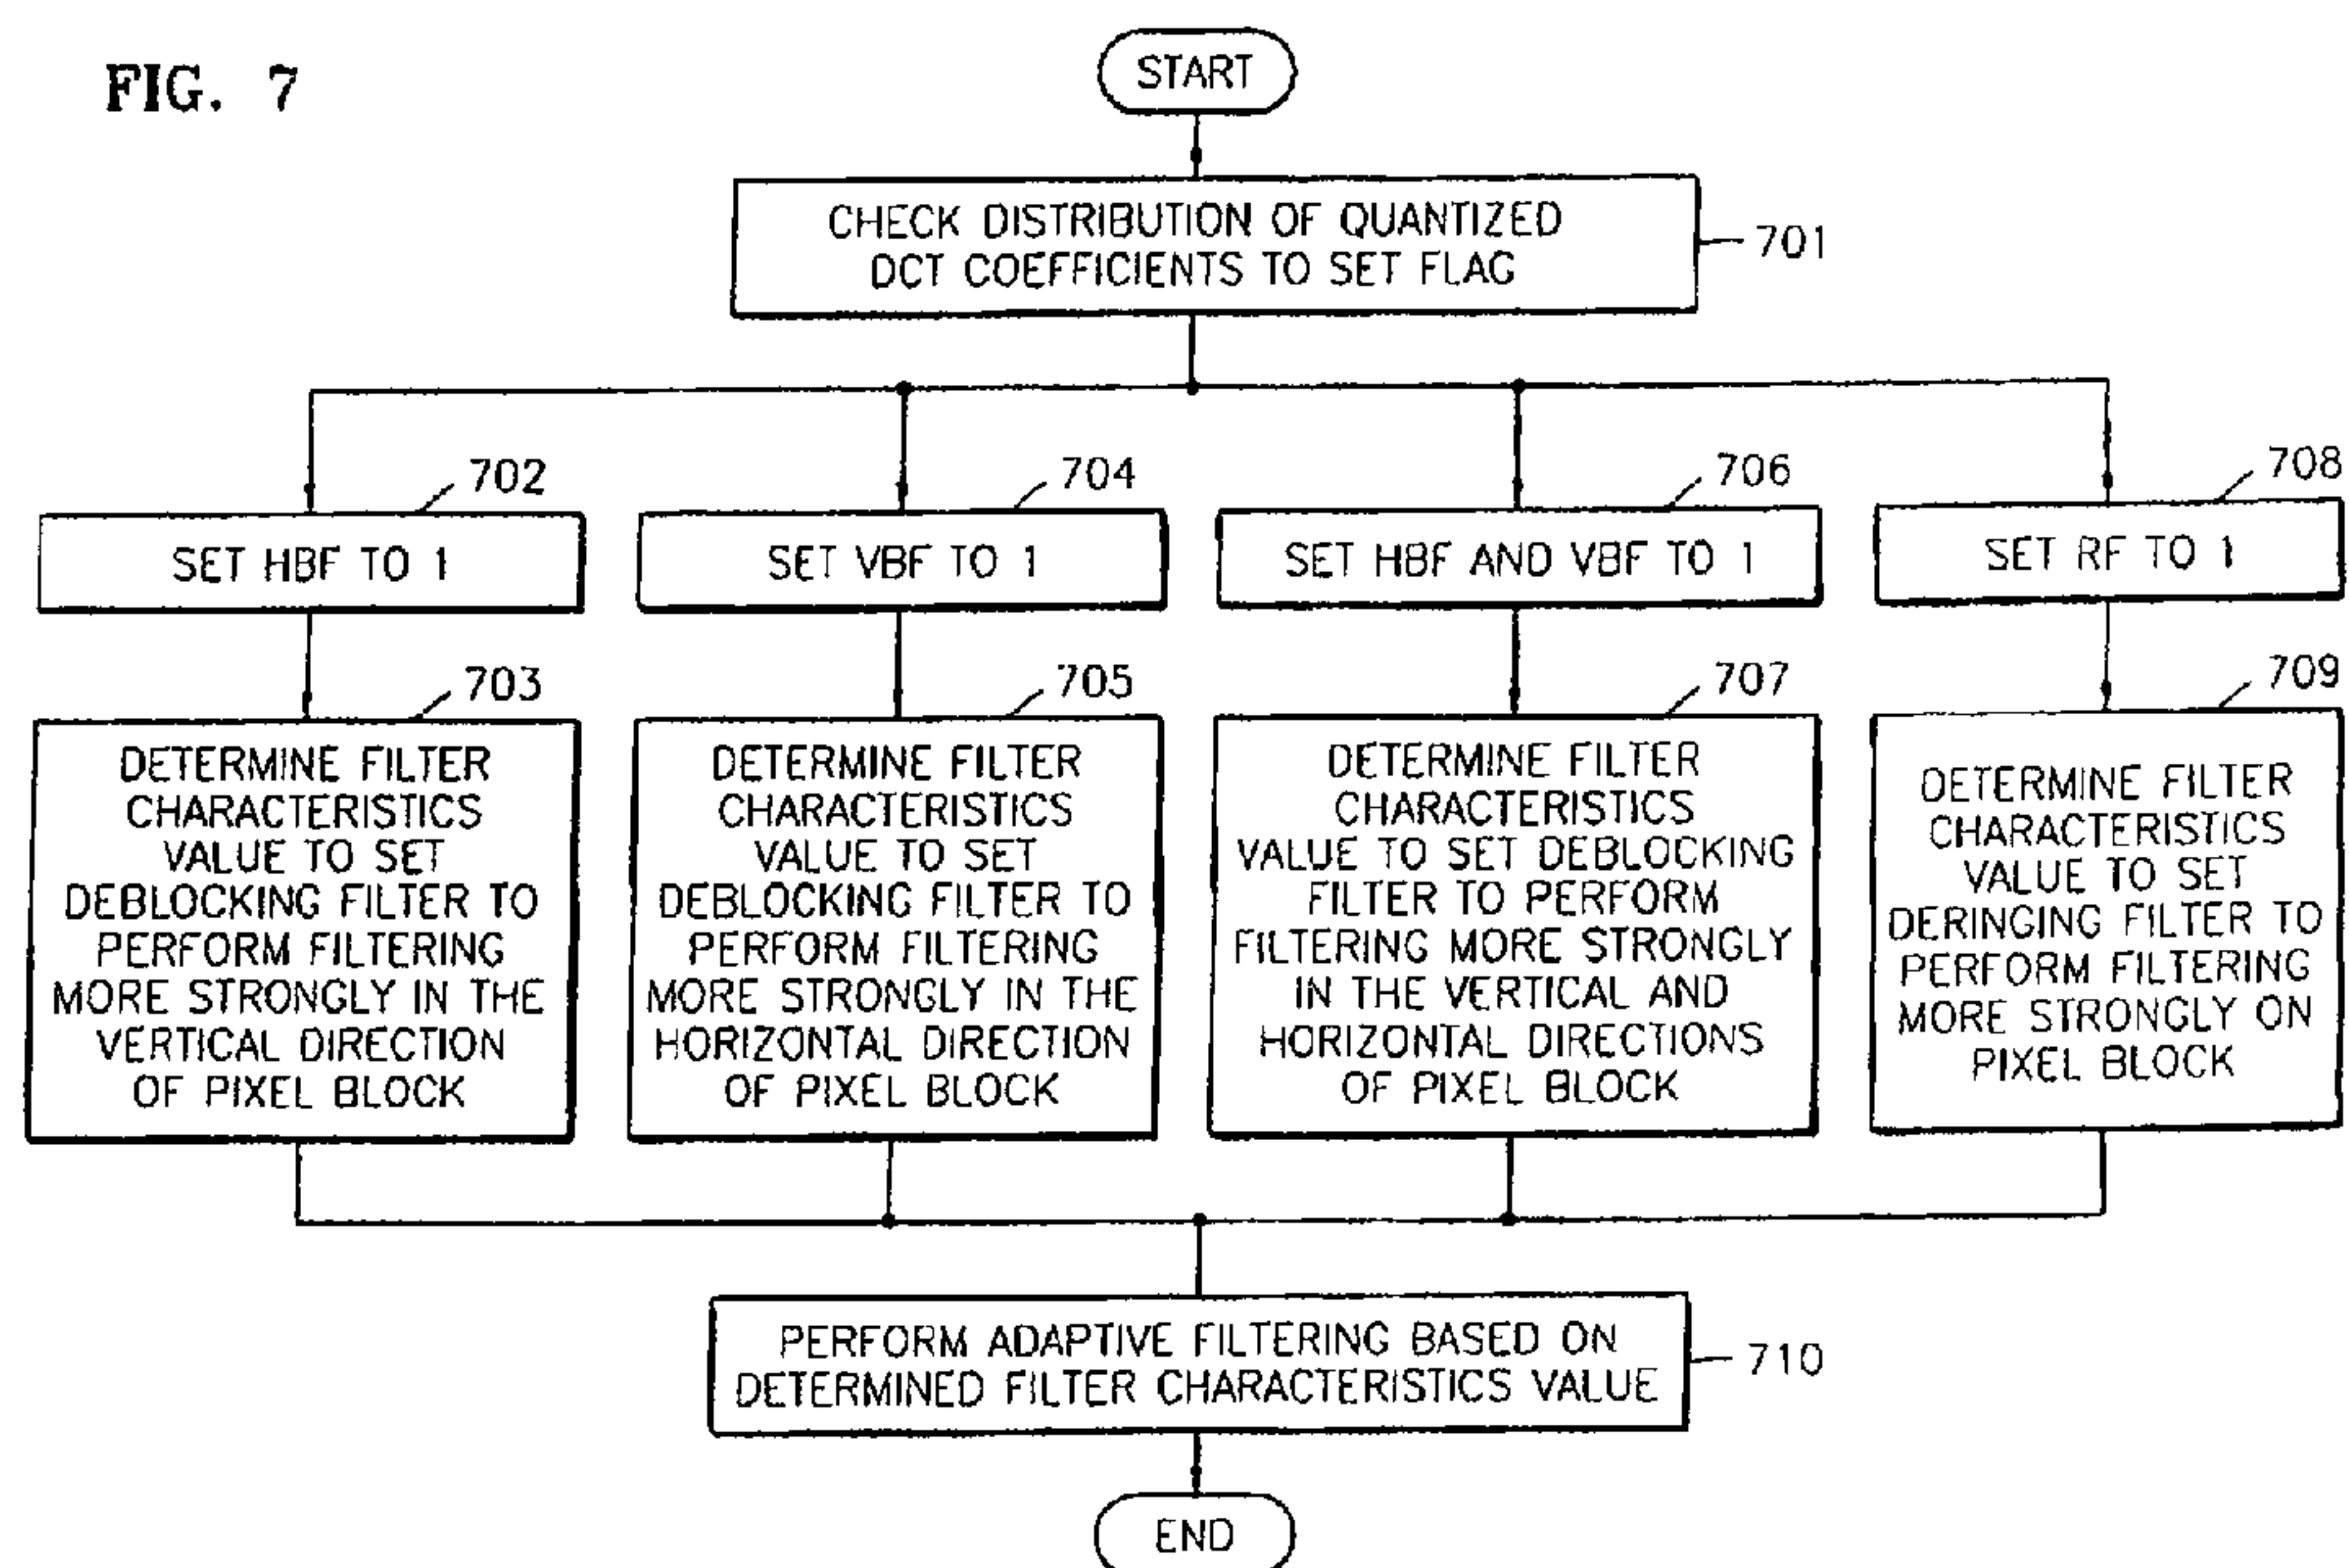 FIG. 7
START
CHECK DISTRIBUTION OF QUANTIZED
DCT COEFFICIENTS TO SET FLAG
701
702
SET HBF TO 1
704
SET VBF TO 1
706
SET HBF AND VBF TO 1
708
SET RF TO 1
703
DETERMINE FILTER
CHARACTERISTICS
VALUE TO SET
DEBLOCKING FILTER TO
PERFORM FILTERING
MORE STRONGLY IN THE
VERTICAL DIRECTION
OF PIXEL BLOCK
705
DETERMINE FILTER
CHARACTERISTICS
VALUE TO SET
DEBLOCKING FILTER TO
PERFORM FILTERING
MORE STRONGLY IN THE
HORIZONTAL DIRECTION
OF PIXEL BLOCK
707
DETERMINE FILTER
CHARACTERISTICS
VALUE TO SET DEBLOCKING
FILTER TO PERFORM
FILTERING MORE STRONGLY
IN THE VERTICAL AND
HORIZONTAL DIRECTIONS
OF PIXEL BLOCK
709
DETERMINE FILTER
CHARACTERISTICS
VALUE TO SET
DERINGING FILTER TO
PERFORM FILTERING
MORE STRONGLY ON
PIXEL BLOCK
PERFORM ADAPTIVE FILTERING BASED ON
DETERMINED FILTER CHARACTERISTICS VALUE
710
END